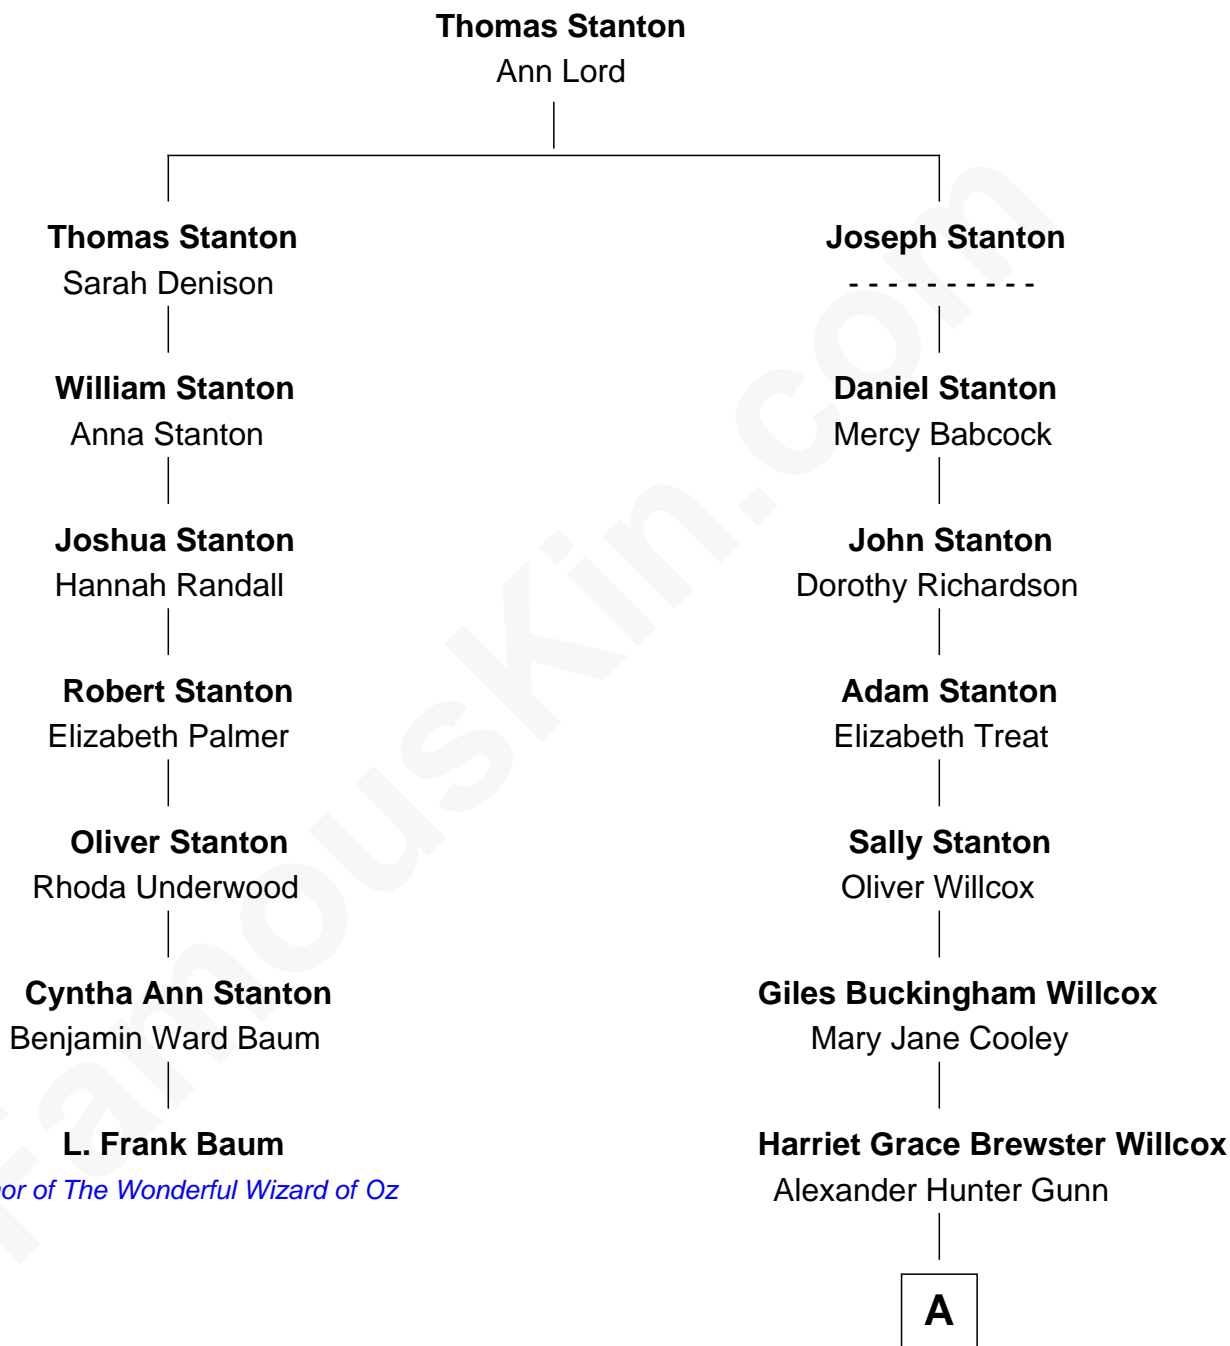 Thomas Stanton
Ann Lord
Thomas Stanton
Sarah Denison
Joseph Stanton
- - - - - - - - - -
William Stanton
Anna Stanton
Daniel Stanton
Mercy Babcock
Joshua Stanton
Hannah Randall
John Stanton
Dorothy Richardson
Robert Stanton
Elizabeth Palmer
Adam Stanton
Elizabeth Treat
Oliver Stanton
Rhoda Underwood
Sally Stanton
Oliver Willcox
Cyntha Ann Stanton
Benjamin Ward Baum
Giles Buckingham Willcox
Mary Jane Cooley
L. Frank Baum
or of The Wonderful Wizard of Oz
Harriet Grace Brewster Willcox
Alexander Hunter Gunn
A
FamousKin.com